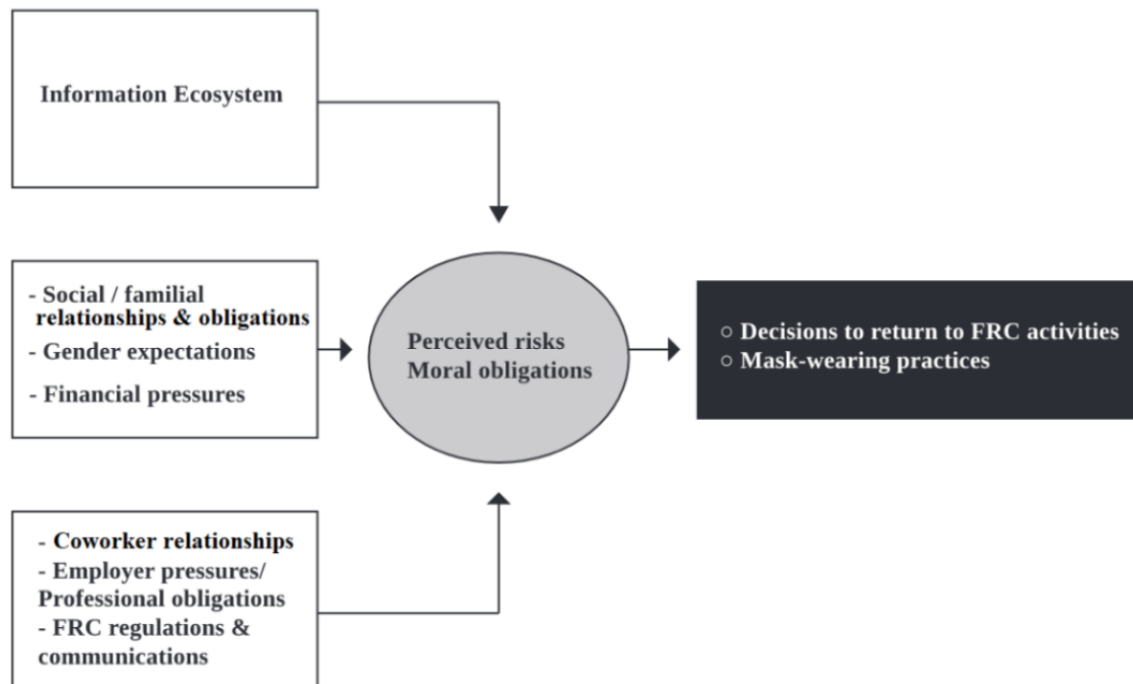 Information Ecosystem
- Social / familial
relationships & obligations
- Gender expectations
- Financial pressures
- Coworker relationships
- Employer pressures/
Professional obligations
- FRC regulations &
communications
Perceived risks
Moral obligations
○ Decisions to return to FRC activities
○ Mask-wearing practices